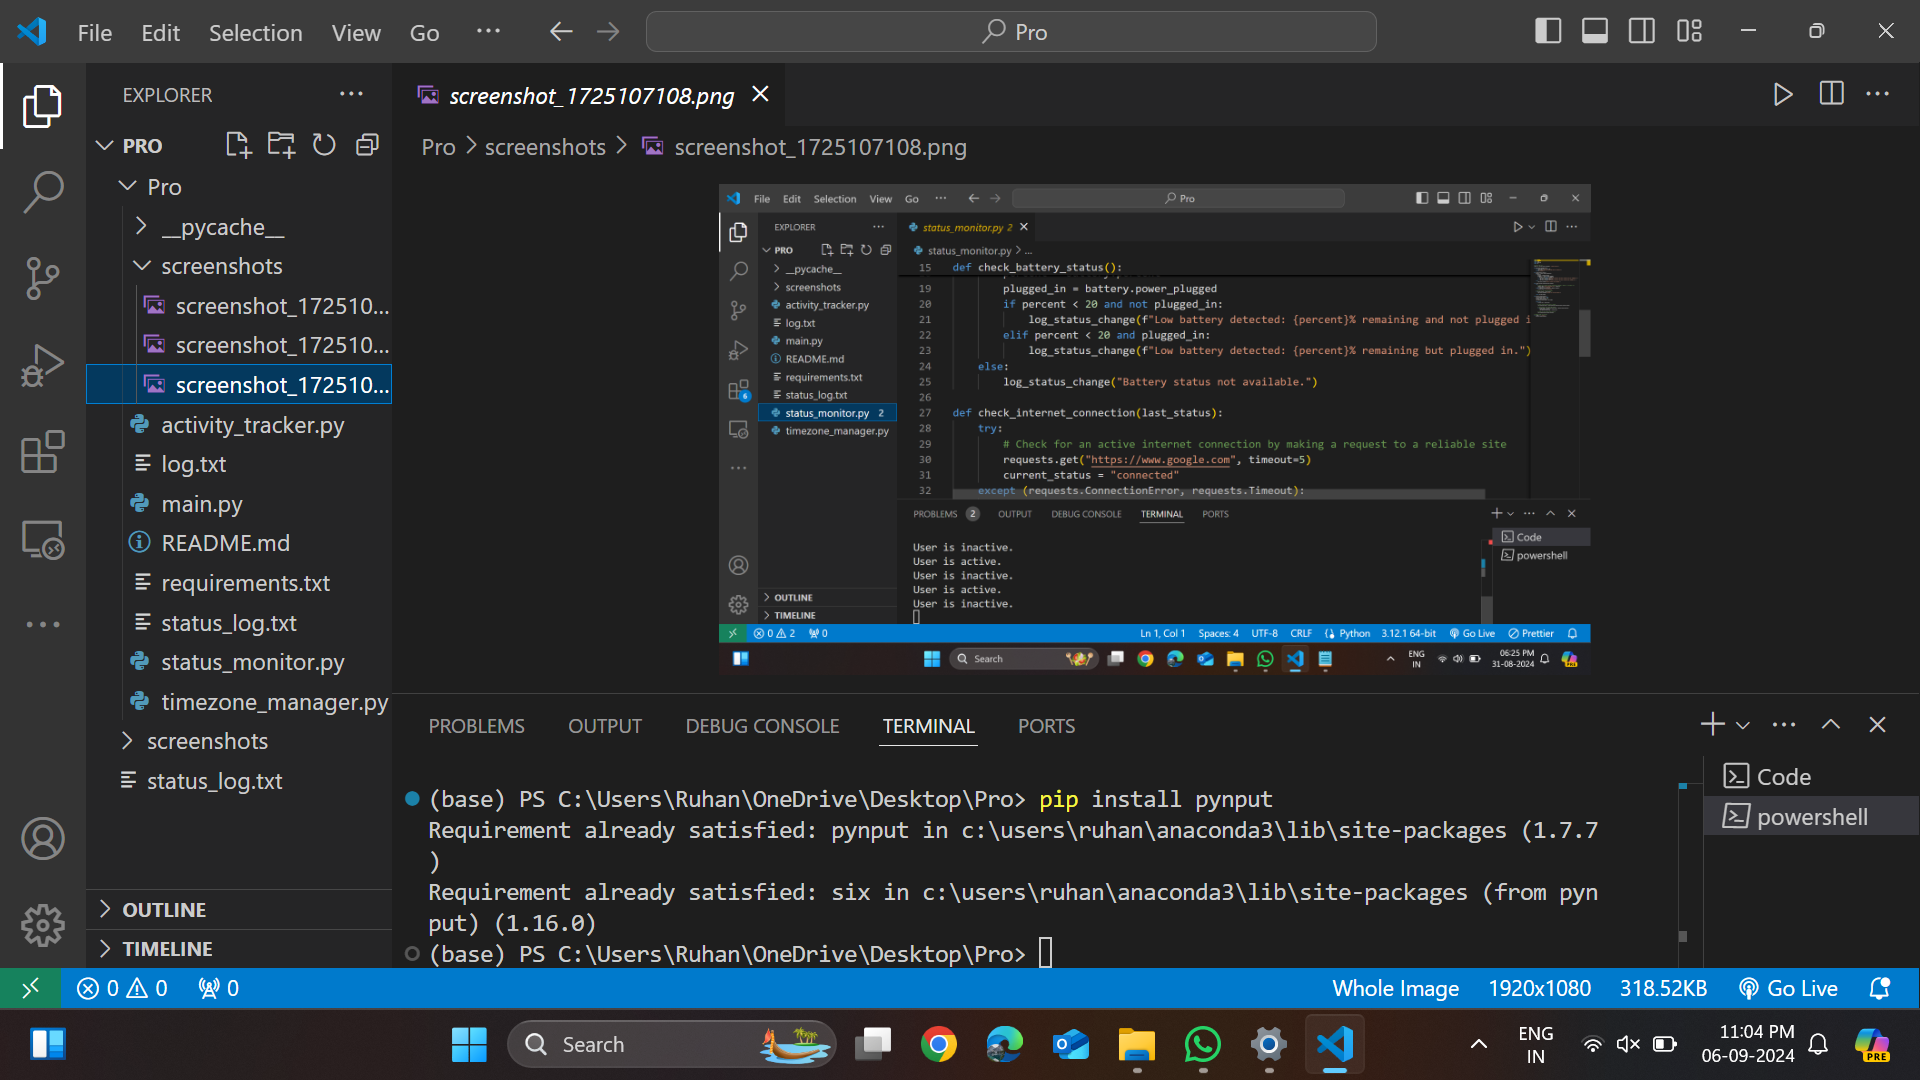 File Edit Selection View Go ··· Pro
EXPLORER ···
PRO
Pro
__pycache__
screenshots
screenshot_172510...
screenshot_172510...
screenshot_172510...
activity_tracker.py
log.txt
main.py
README.md
requirements.txt
status_log.txt
status_monitor.py
timezone_manager.py
screenshots
status_log.txt
OUTLINE
TIMELINE
screenshot_1725107108.png
Pro > screenshots > screenshot_1725107108.png
File Edit Selection View Go ··· Pro
EXPLORER ···
PRO
__pycache__
screenshots
activity_tracker.py
log.txt
main.py
README.md
requirements.txt
status_log.txt
status_monitor.py 2
timezone_manager.py
OUTLINE
TIMELINE
status_monitor.py 2
status_monitor.py > ...
15 def check_battery_status():
19 plugged_in = battery.power_plugged
20 if percent < 20 and not plugged_in:
21 log_status_change(f"Low battery detected: {percent}% remaining and not plugged i
22 elif percent < 20 and plugged_in:
23 log_status_change(f"Low battery detected: {percent}% remaining but plugged in.")
24 else:
25 log_status_change("Battery status not available.")
26
27 def check_internet_connection(last_status):
28 try:
29 # Check for an active internet connection by making a request to a reliable site
30 requests.get("https://www.google.com", timeout=5)
31 current_status = "connected"
32 except (requests.ConnectionError, requests.Timeout):
PROBLEMS 2 OUTPUT DEBUG CONSOLE TERMINAL PORTS
User is inactive.
User is active.
User is inactive.
User is active.
User is inactive.
Code
powershell
0 2 0 Ln 1, Col 1 Spaces: 4 UTF-8 CRLF Python 3.12.1 64-bit Go Live Prettier
Search ENG IN 06:25 PM 31-08-2024
PROBLEMS OUTPUT DEBUG CONSOLE TERMINAL PORTS
(base) PS C:\Users\Ruhan\OneDrive\Desktop\Pro> pip install pynput
Requirement already satisfied: pynput in c:\users\ruhan\anaconda3\lib\site-packages (1.7.7
)
Requirement already satisfied: six in c:\users\ruhan\anaconda3\lib\site-packages (from pyn
put) (1.16.0)
(base) PS C:\Users\Ruhan\OneDrive\Desktop\Pro>
Code
powershell
0 0 0 Whole Image 1920x1080 318.52KB Go Live
Search ENG IN 11:04 PM 06-09-2024 PRE